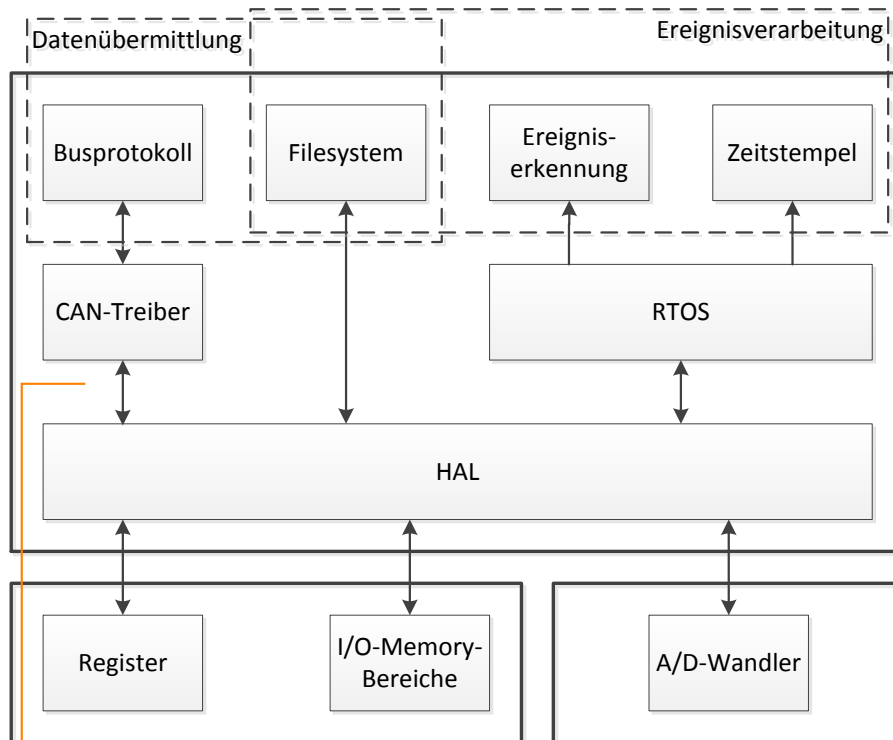 Datenübermittlung
Ereignisverarbeitung
Busprotokoll
Filesystem
Ereignis-
erkennung
Zeitstempel
CAN-Treiber
RTOS
HAL
Register
I/O-Memory-
Bereiche
A/D-Wandler